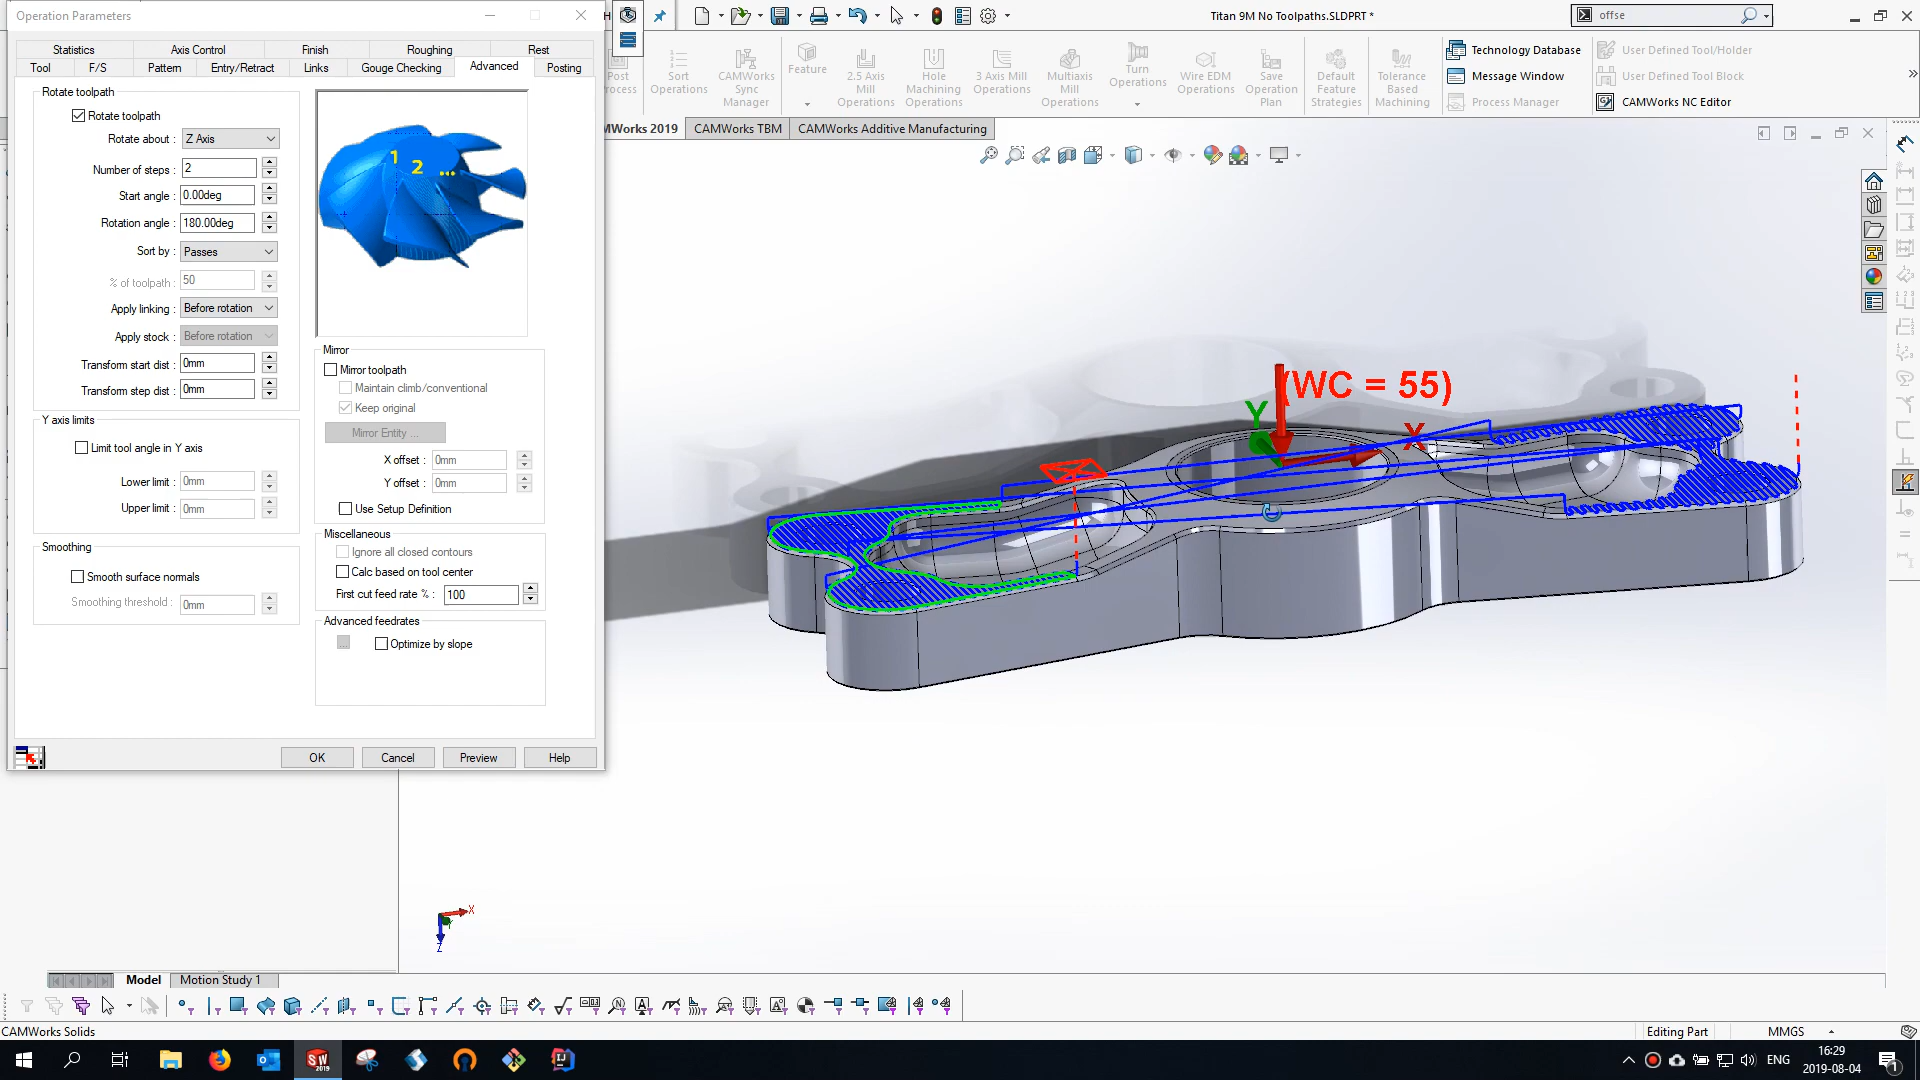 Operation Parameters
Titan 9M No Toolpaths.SLDPRT *
offse
Statistics Axis Control Finish Roughing Rest
Tool F/S Pattern Entry/Retract Links Gouge Checking Advanced Posting
Rotate toolpath
Rotate toolpath
Rotate about : Z Axis
Number of steps : 2
Start angle : 0.00deg
Rotation angle : 180.00deg
Sort by : Passes
% of toolpath : 50
Apply linking : Before rotation
Apply stock : Before rotation
Transform start dist : 0mm
Transform step dist : 0mm
Y axis limits
Limit tool angle in Y axis
Lower limit : 0mm
Upper limit : 0mm
Smoothing
Smooth surface normals
Smoothing threshold : 0mm
1
2 ...
Mirror
Mirror toolpath
Maintain climb/conventional
Keep original
Mirror Entity ...
X offset : 0mm
Y offset : 0mm
Use Setup Definition
Miscellaneous
Ignore all closed contours
Calc based on tool center
First cut feed rate % : 100
Advanced feedrates
... Optimize by slope
OK Cancel Preview Help
Post Process
Sort Operations
CAMWorks Sync Manager
Feature
2.5 Axis Mill Operations
Hole Machining Operations
3 Axis Mill Operations
Multiaxis Mill Operations
Turn Operations
Wire EDM Operations
Save Operation Plan
Default Feature Strategies
Tolerance Based Machining
Technology Database
Message Window
Process Manager
User Defined Tool/Holder
User Defined Tool Block
CAMWorks NC Editor
MWorks 2019 CAMWorks TBM CAMWorks Additive Manufacturing
(WC = 55)
Y
X
X
Z
Model Motion Study 1
CAMWorks Solids
Editing Part MMGS
SW 2019
ENG
16:29
2019-08-04
1